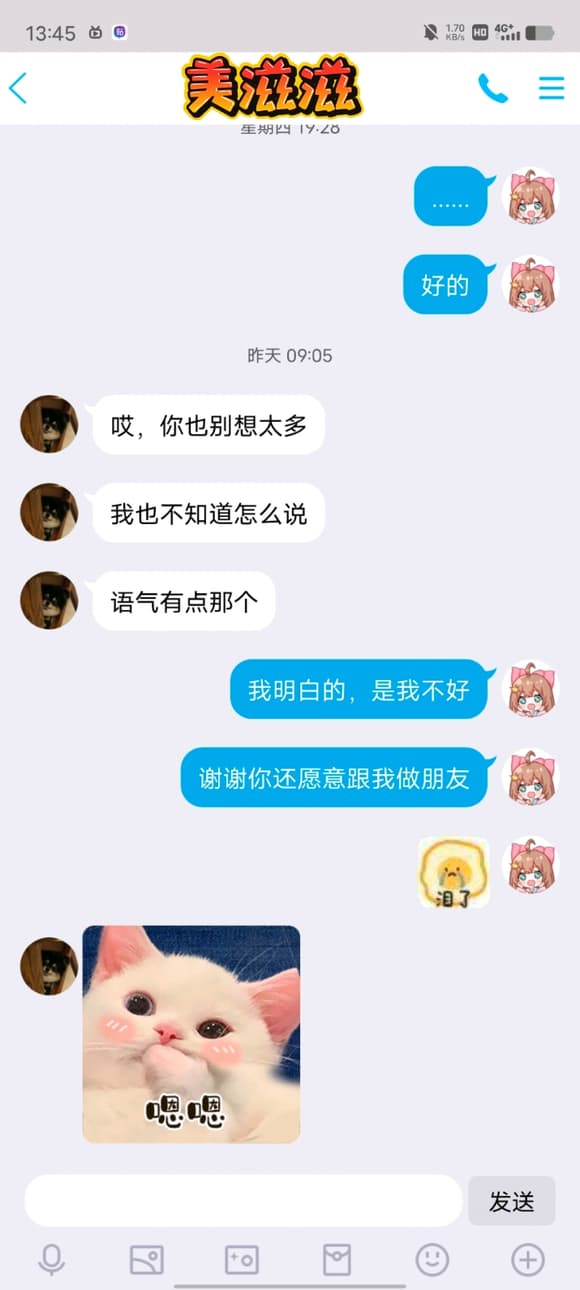 13:45
1.70
KB/s
HD
4G+
美滋滋
星期四 19:28
......
好的
昨天 09:05
哎，你也别想太多
我也不知道怎么说
语气有点那个
我明白的，是我不好
谢谢你还愿意跟我做朋友
泪了
嗯嗯
发送